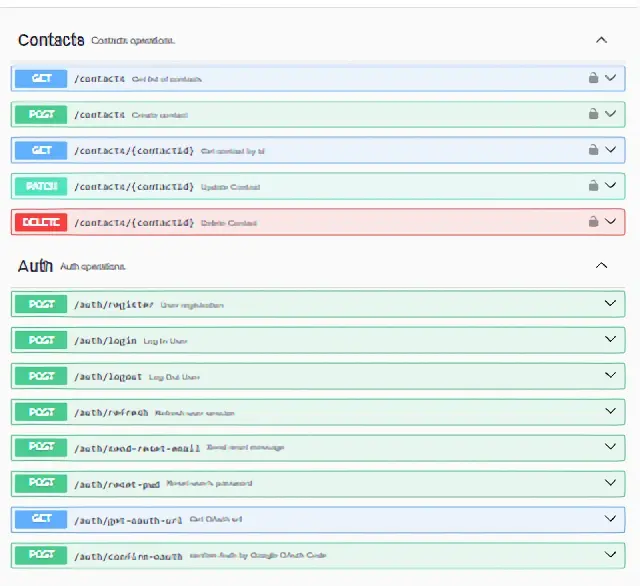 Contacts Contacts operations.
GET /contacts Get list of contacts
POST /contacts Create contact
GET /contacts/{contactId} Get contact by id
PATCH /contacts/{contactId} Update Contact
DELETE /contacts/{contactId} Delete Contact
Auth Auth operations.
POST /auth/register User registration
POST /auth/login Log In User
POST /auth/logout Log Out User
POST /auth/refresh Refresh user session
POST /auth/send-reset-email Send reset message
POST /auth/reset-pwd Reset user's password
GET /auth/get-oauth-url Get OAuth url
POST /auth/confirm-oauth confirm Auth by Google OAuth Code